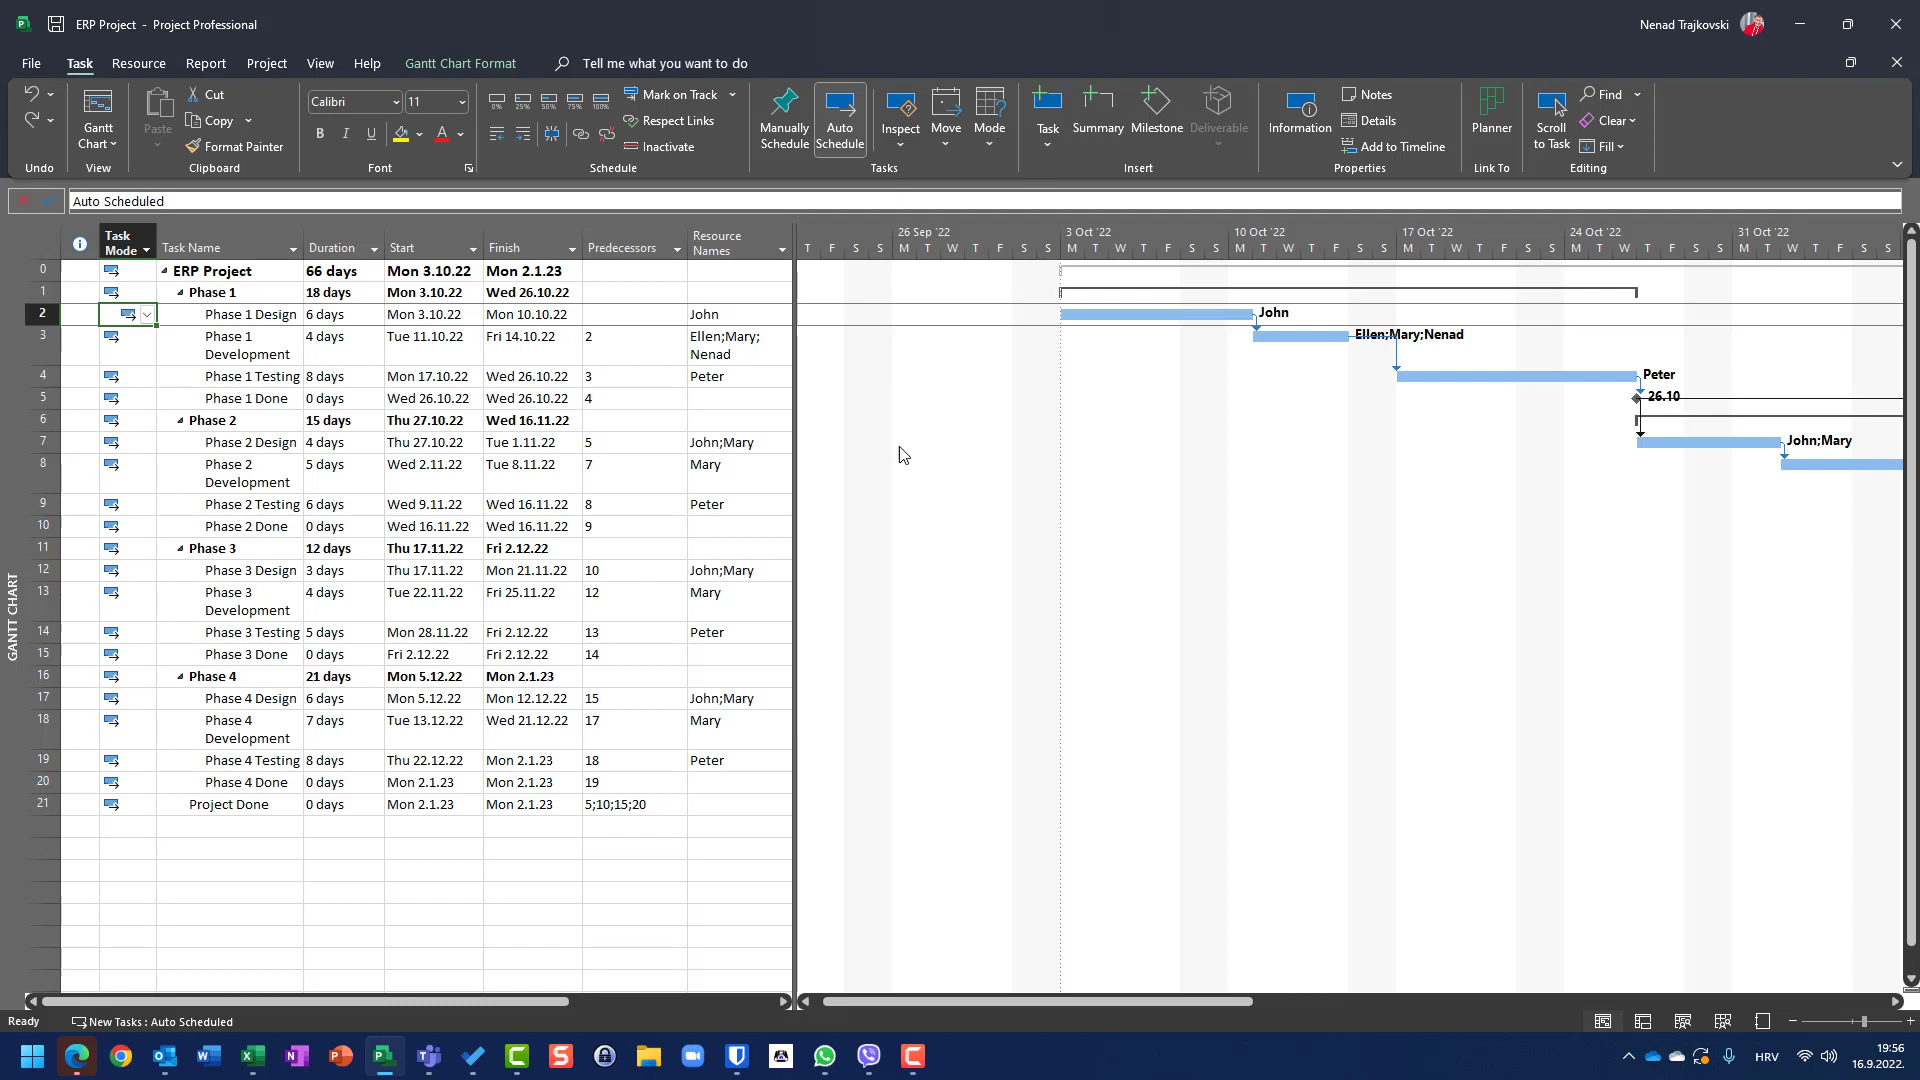 ERP Project - Project Professional
Nenad Trajkovski
File Task Resource Report Project View Help Gantt Chart Format Tell me what you want to do
Undo
Gantt Chart
View
Paste
Cut
Copy
Format Painter
Clipboard
Calibri 11
B I U A
Font
0% 25% 50% 75% 100%
Mark on Track
Respect Links
Inactivate
Schedule
Manually Schedule
Auto Schedule
Inspect
Move
Mode
Tasks
Task
Summary
Milestone
Deliverable
Insert
Information
Notes
Details
Add to Timeline
Properties
Planner
Link To
Scroll to Task
Find
Clear
Fill
Editing
Auto Scheduled
Task Mode Task Name Duration Start Finish Predecessors Resource Names
0 ERP Project 66 days Mon 3.10.22 Mon 2.1.23
1 Phase 1 18 days Mon 3.10.22 Wed 26.10.22
2 Phase 1 Design 6 days Mon 3.10.22 Mon 10.10.22 John
3 Phase 1 Development 4 days Tue 11.10.22 Fri 14.10.22 2 Ellen;Mary;Nenad
4 Phase 1 Testing 8 days Mon 17.10.22 Wed 26.10.22 3 Peter
5 Phase 1 Done 0 days Wed 26.10.22 Wed 26.10.22 4
6 Phase 2 15 days Thu 27.10.22 Wed 16.11.22
7 Phase 2 Design 4 days Thu 27.10.22 Tue 1.11.22 5 John;Mary
8 Phase 2 Development 5 days Wed 2.11.22 Tue 8.11.22 7 Mary
9 Phase 2 Testing 6 days Wed 9.11.22 Wed 16.11.22 8 Peter
10 Phase 2 Done 0 days Wed 16.11.22 Wed 16.11.22 9
11 Phase 3 12 days Thu 17.11.22 Fri 2.12.22
12 Phase 3 Design 3 days Thu 17.11.22 Mon 21.11.22 10 John;Mary
13 Phase 3 Development 4 days Tue 22.11.22 Fri 25.11.22 12 Mary
14 Phase 3 Testing 5 days Mon 28.11.22 Fri 2.12.22 13 Peter
15 Phase 3 Done 0 days Fri 2.12.22 Fri 2.12.22 14
16 Phase 4 21 days Mon 5.12.22 Mon 2.1.23
17 Phase 4 Design 6 days Mon 5.12.22 Mon 12.12.22 15 John;Mary
18 Phase 4 Development 7 days Tue 13.12.22 Wed 21.12.22 17 Mary
19 Phase 4 Testing 8 days Thu 22.12.22 Mon 2.1.23 18 Peter
20 Phase 4 Done 0 days Mon 2.1.23 Mon 2.1.23 19
21 Project Done 0 days Mon 2.1.23 Mon 2.1.23 5;10;15;20
26 Sep '22 3 Oct '22 10 Oct '22 17 Oct '22 24 Oct '22 31 Oct '22
T F S S M T W T F S S M T W T F S S M T W T F S S M T W T F S S M T W T F S S M T W T F S S
John
Ellen;Mary;Nenad
Peter
26.10
John;Mary
GANTT CHART
Ready New Tasks : Auto Scheduled
HRV
19:56
16.9.2022.